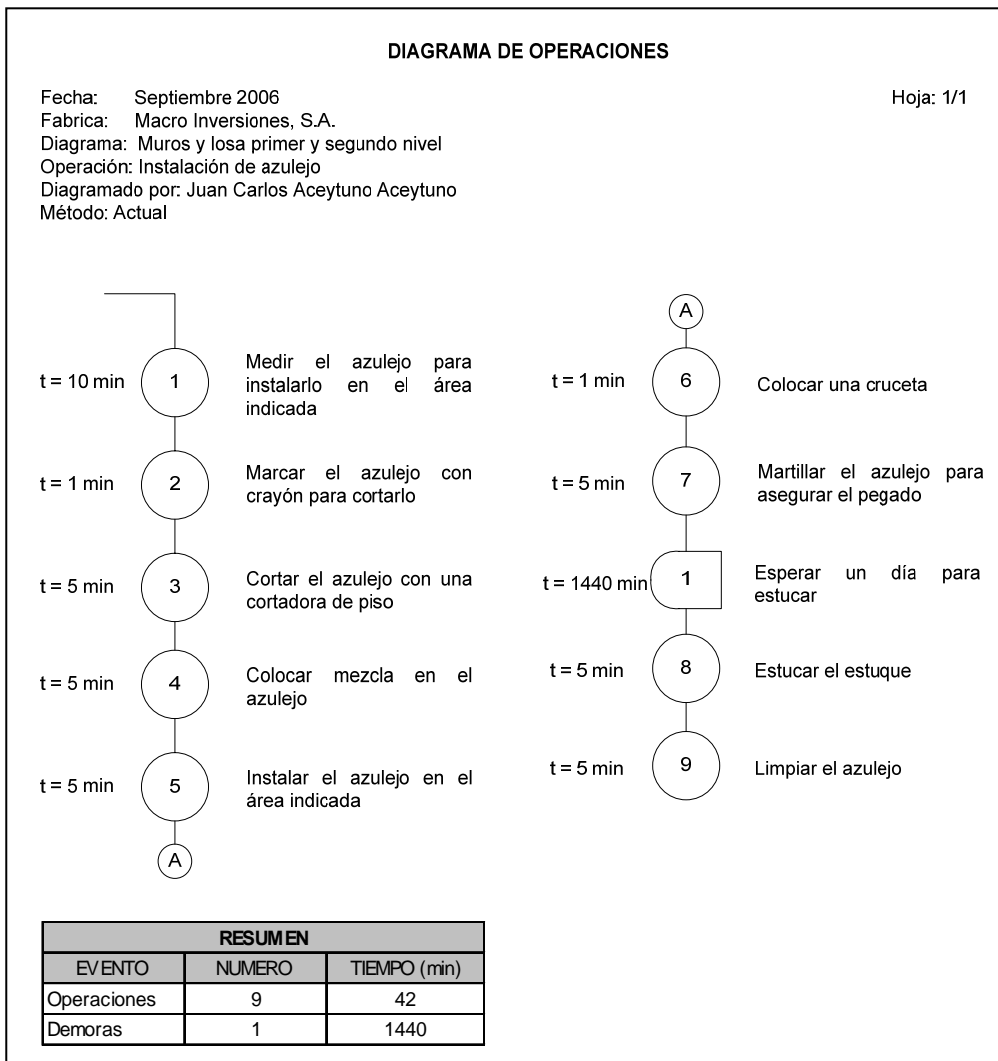 DIAGRAMA DE OPERACIONES
Fecha: Septiembre 2006
Hoja: 1/1
Fabrica: Macro Inversiones, S.A.
Diagrama: Muros y losa primer y segundo nivel
Operación: Instalación de azulejo
Diagramado por: Juan Carlos Aceytuno Aceytuno
Método: Actual
t = 10 min 1 Medir el azulejo para
instalarlo en el área
indicada
t = 1 min 2 Marcar el azulejo con
crayón para cortarlo
t = 5 min 3 Cortar el azulejo con una
cortadora de piso
t = 5 min 4 Colocar mezcla en el
azulejo
t = 5 min 5 Instalar el azulejo en el
área indicada
A
A
t = 1 min 6 Colocar una cruceta
t = 5 min 7 Martillar el azulejo para
asegurar el pegado
t = 1440 min 1 Esperar un día para
estucar
t = 5 min 8 Estucar el estuque
t = 5 min 9 Limpiar el azulejo
RESUMEN
EVENTO NUMERO TIEMPO (min)
Operaciones 9 42
Demoras 1 1440